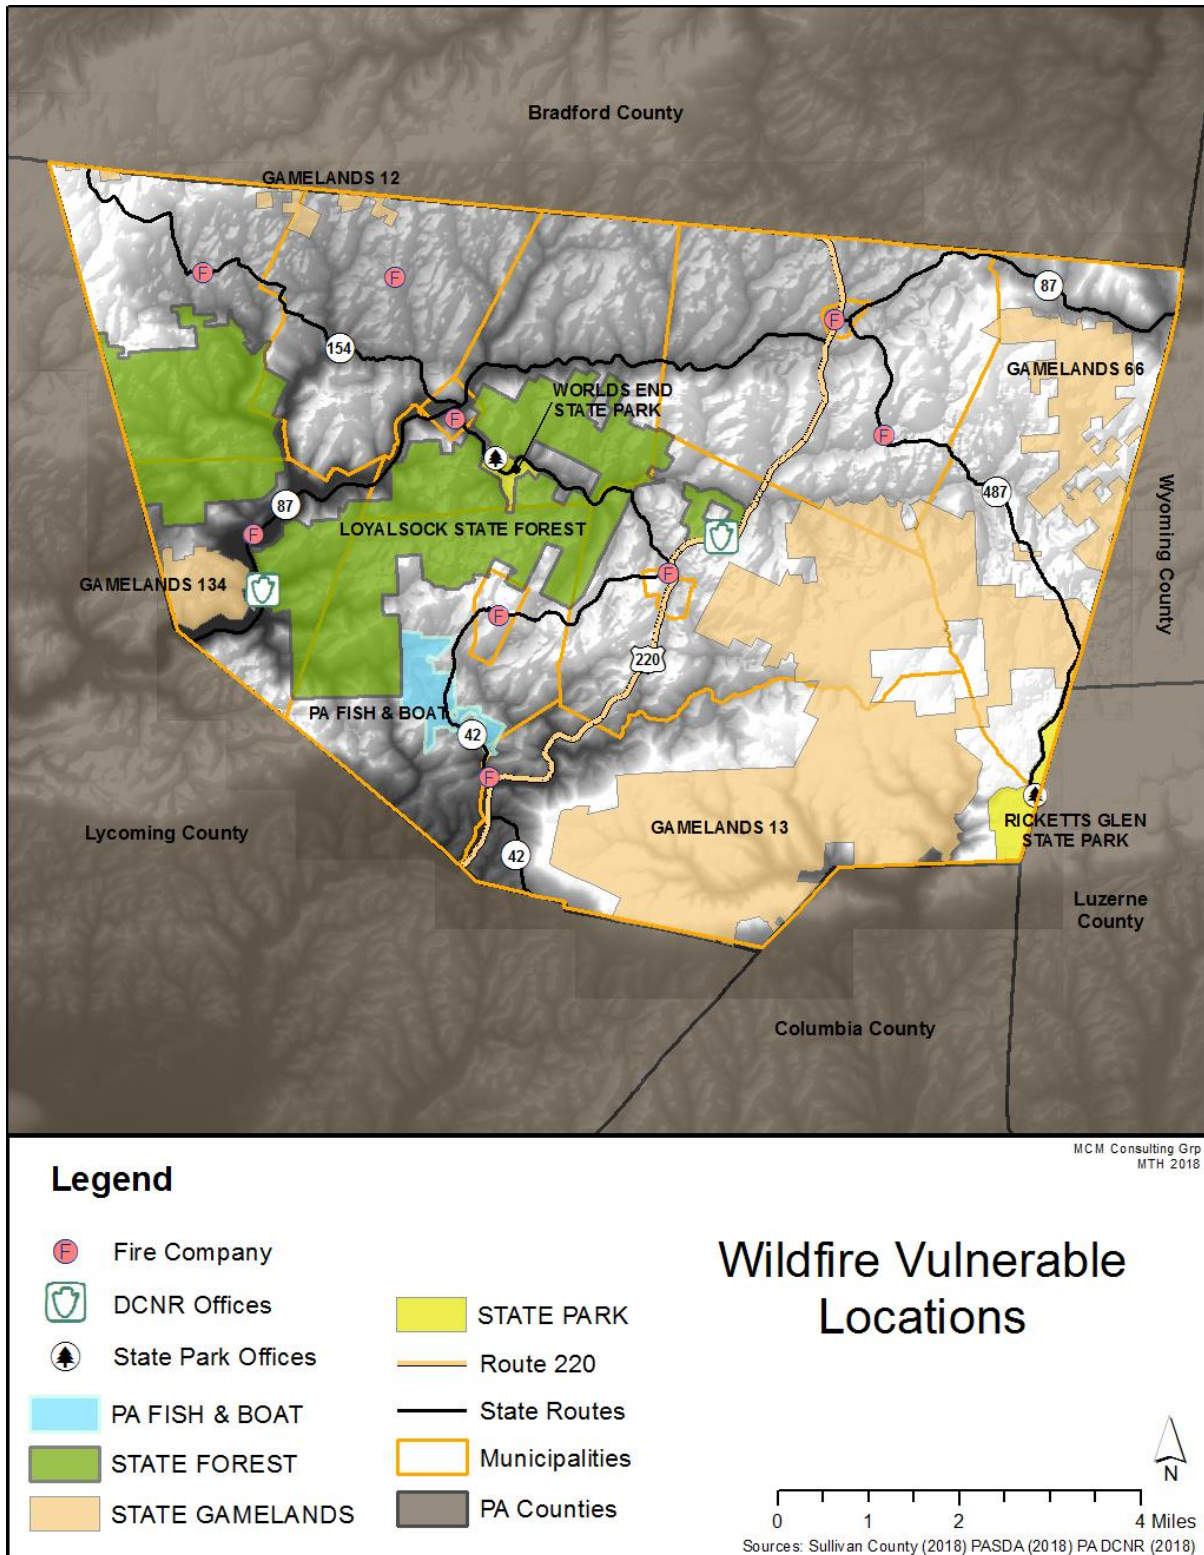 Bradford County
GAMELANDS 12
F
F
87
F
154
GAMELANDS 66
WORLDS END
STATE PARK
F
F
Wyoming County
487
87
LOYALSOCK STATE FOREST
F
GAMELANDS 134
F
F
220
PA FISH & BOAT
42
F
Lycoming County
GAMELANDS 13
RICKETTS GLEN
STATE PARK
42
Luzerne
County
Columbia County
MCM Consulting Grp
MTH 2018
Legend
F Fire Company
DCNR Offices
State Park Offices
PA FISH & BOAT
STATE FOREST
STATE GAMELANDS
STATE PARK
Route 220
State Routes
Municipalities
PA Counties
Wildfire Vulnerable
Locations
N
0 1 2 4 Miles
Sources: Sullivan County (2018) PASDA (2018) PA DCNR (2018)